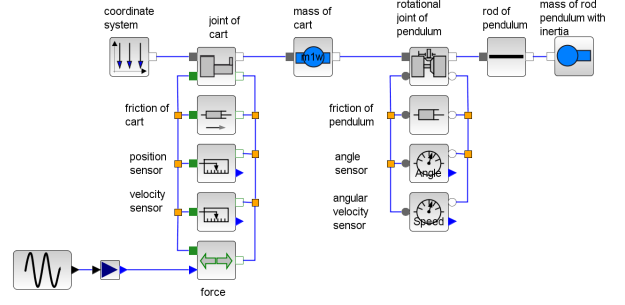 coordinate
system
joint of
cart
mass of
cart
rotational
joint of
pendulum
rod of
pendulum
mass of rod
pendulum with
inertia
m1w
friction of
cart
friction of
pendulum
position
sensor
angle
sensor
Angle
velocity
sensor
angular
velocity
sensor
Speed
force